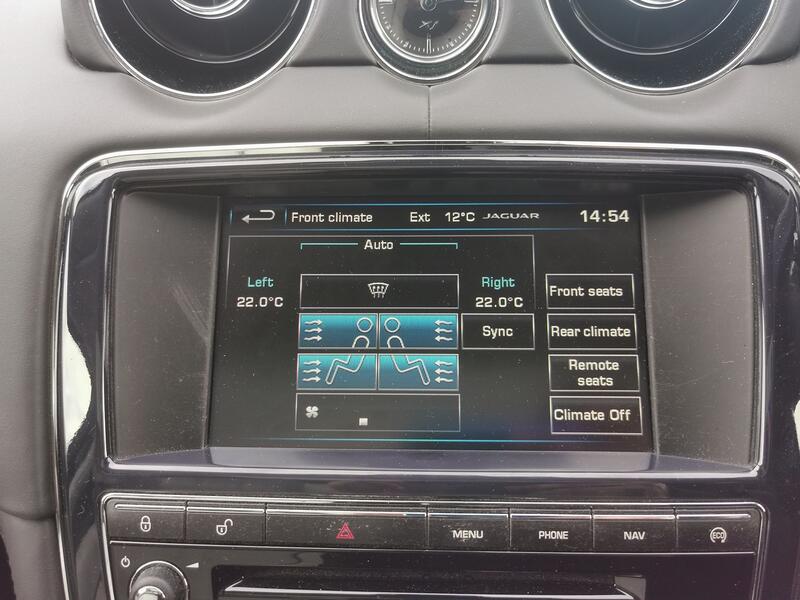 XJ
Front climate Ext 12°C JAGUAR 14:54
Auto
Left
22.0°C
Right
22.0°C
Sync
Front seats
Rear climate
Remote
seats
Climate Off
MENU
PHONE
NAV
ECO